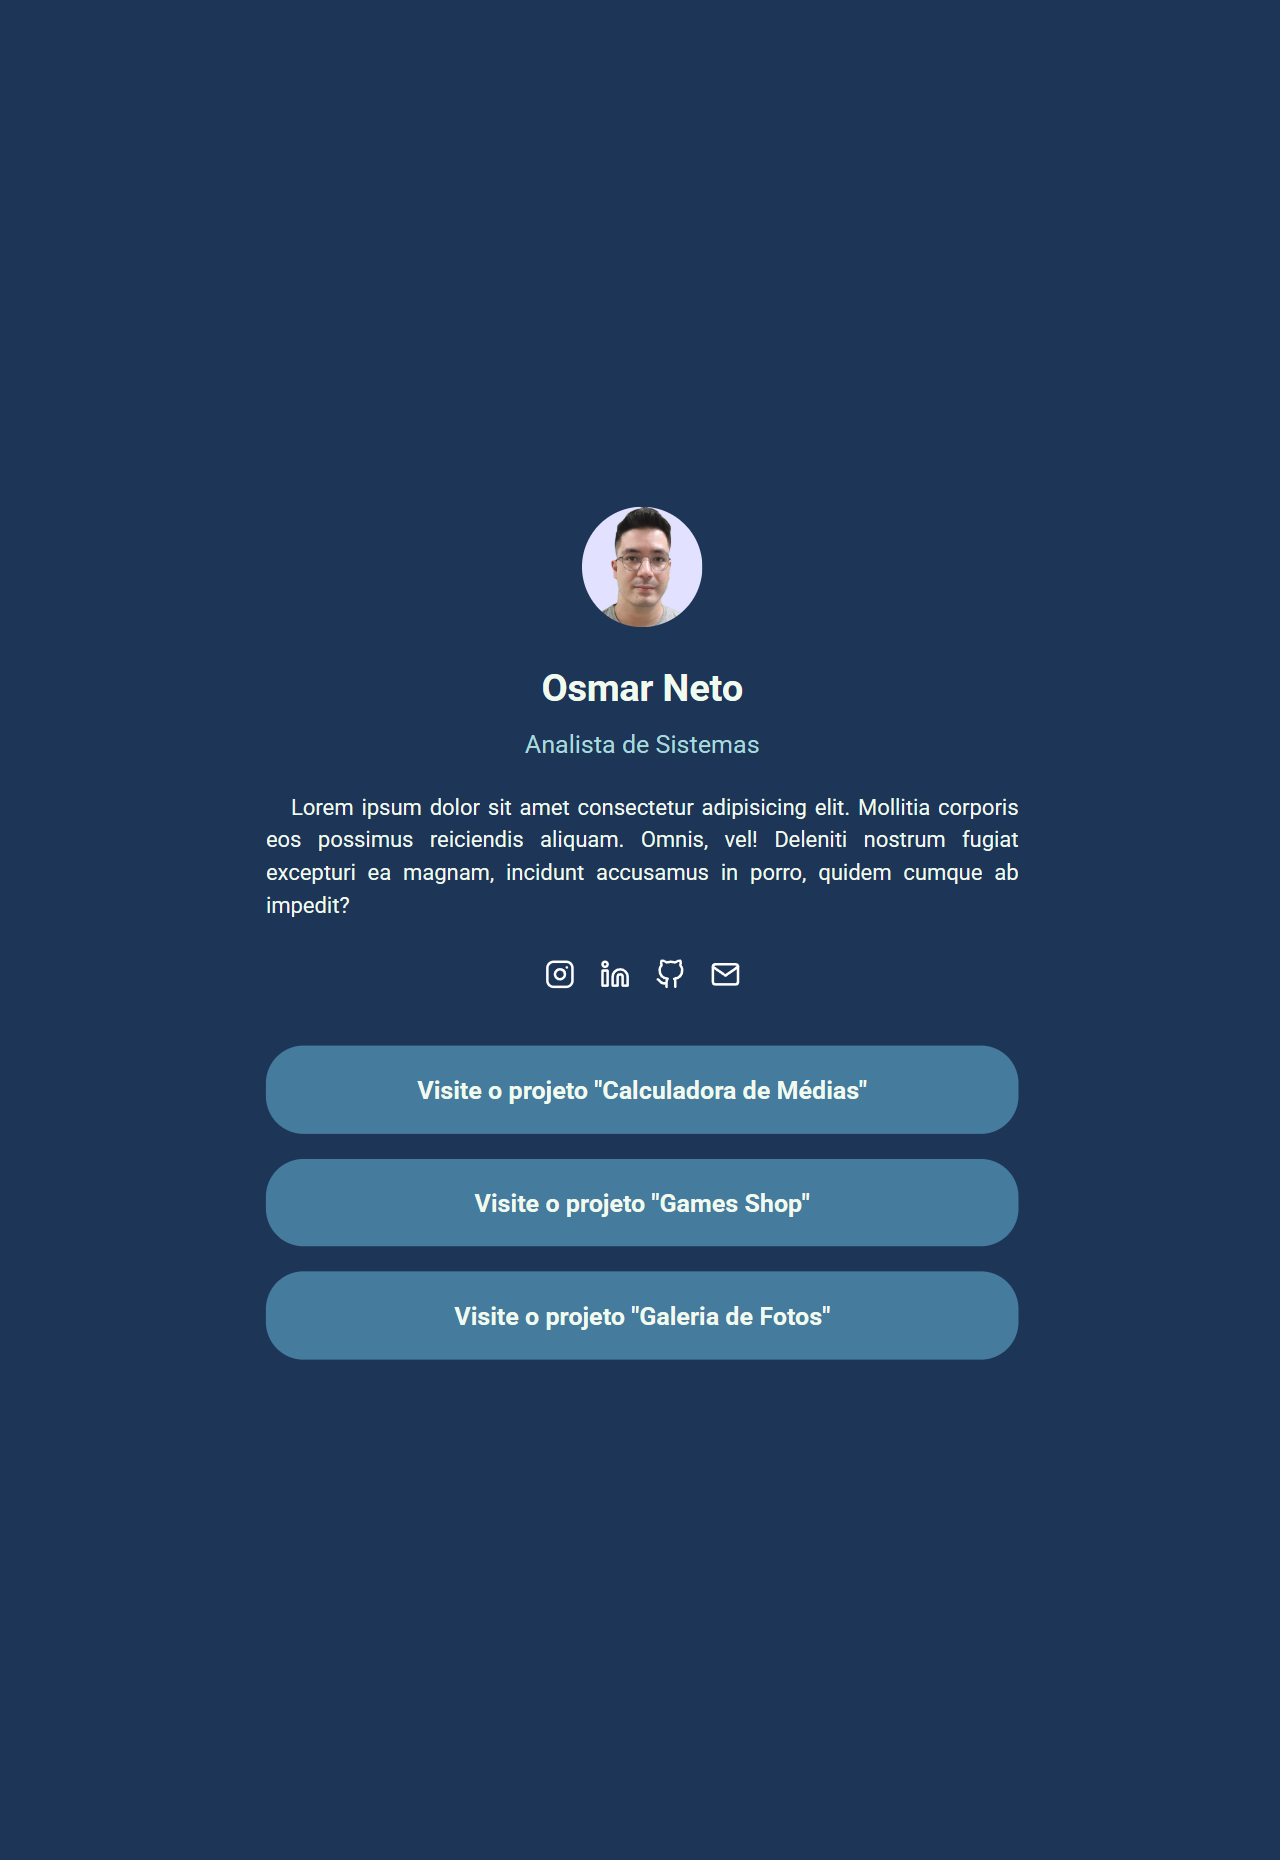 Osmar Neto
Analista de Sistemas
Lorem ipsum dolor sit amet consectetur adipisicing elit. Mollitia corporis
eos possimus reiciendis aliquam. Omnis, vel! Deleniti nostrum fugiat
excepturi ea magnam, incidunt accusamus in porro, quidem cumque ab
impedit?
Visite o projeto "Calculadora de Médias"
Visite o projeto "Games Shop"
Visite o projeto "Galeria de Fotos"